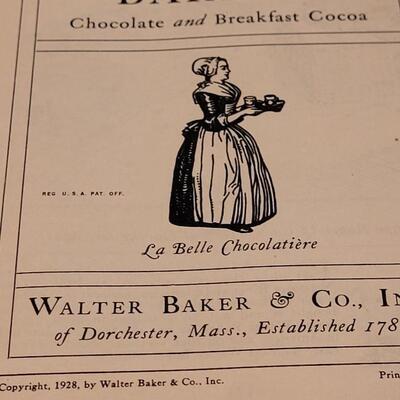 Chocolate and Breakfast Cocoa
REG U.S.A. PAT. OFF.
La Belle Chocolatière
WALTER BAKER & CO.,
of Dorchester, Mass., Established
Copyright, 1928, by Walter Baker & Co., Inc.